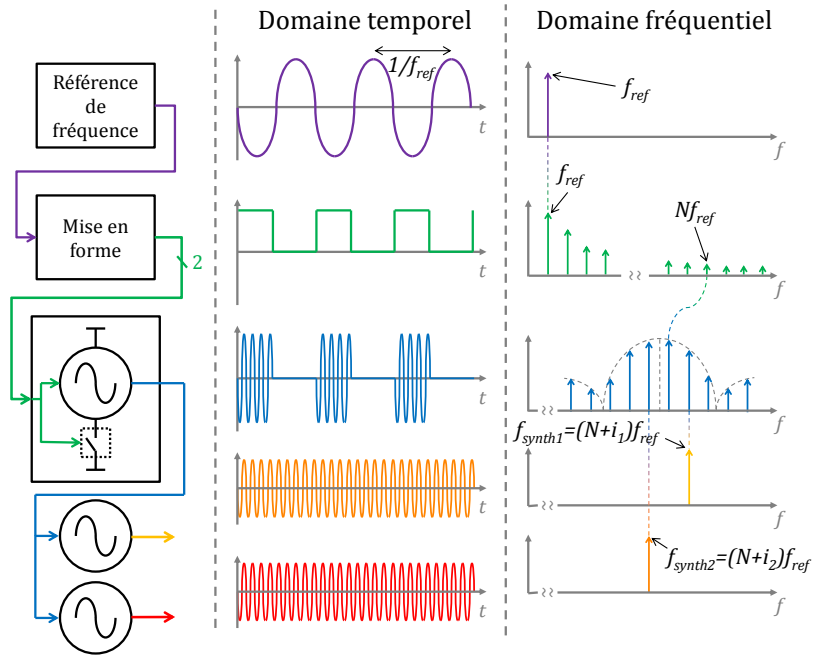 Domaine temporel
Domaine fréquentiel
Référence
de
fréquence
1/f_ref
t
f_ref
f
Mise en
forme
2
t
f_ref
Nf_ref
f
t
f
f_synth1=(N+i_1)f_ref
t
f
f_synth2=(N+i_2)f_ref
t
f